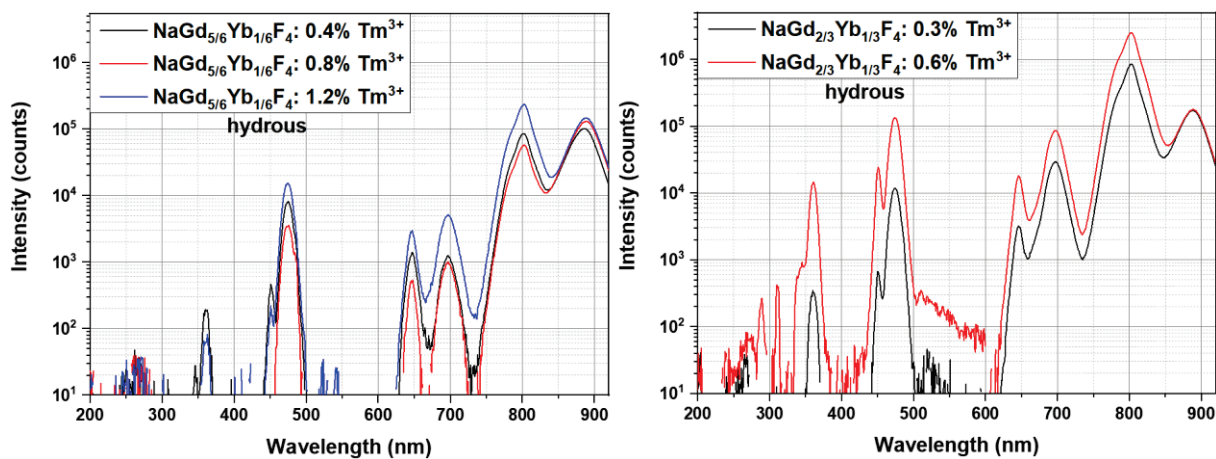 NaGd5/6Yb1/6F4: 0.4% Tm3+
NaGd5/6Yb1/6F4: 0.8% Tm3+
NaGd5/6Yb1/6F4: 1.2% Tm3+
hydrous
Intensity (counts)
10^6
10^5
10^4
10^3
10^2
10^1
200 300 400 500 600 700 800 900
Wavelength (nm)
NaGd2/3Yb1/3F4: 0.3% Tm3+
NaGd2/3Yb1/3F4: 0.6% Tm3+
hydrous
Intensity (counts)
10^6
10^5
10^4
10^3
10^2
10^1
200 300 400 500 600 700 800 900
Wavelength (nm)